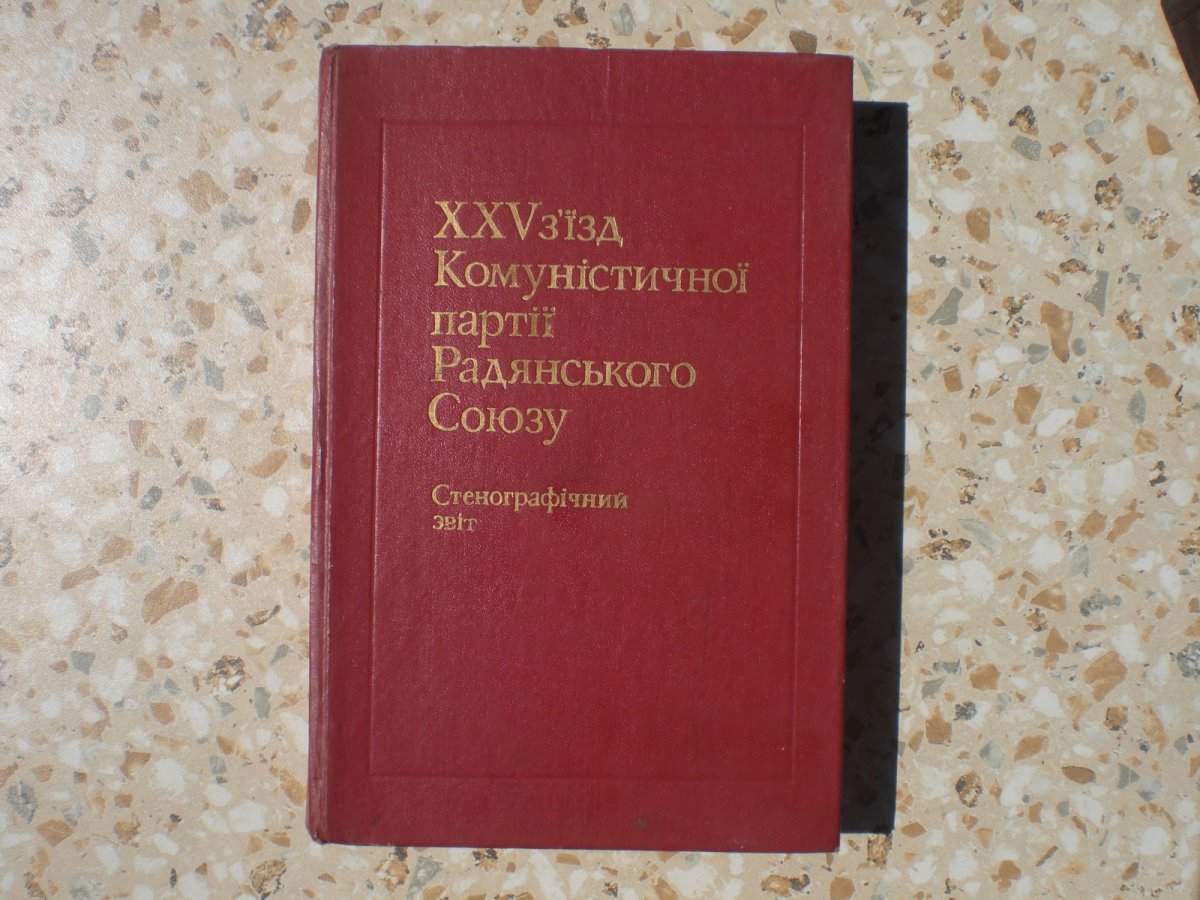 XXV з'їзд
Комуністичної
партії
Радянського
Союзу
Стенографічний
звіт